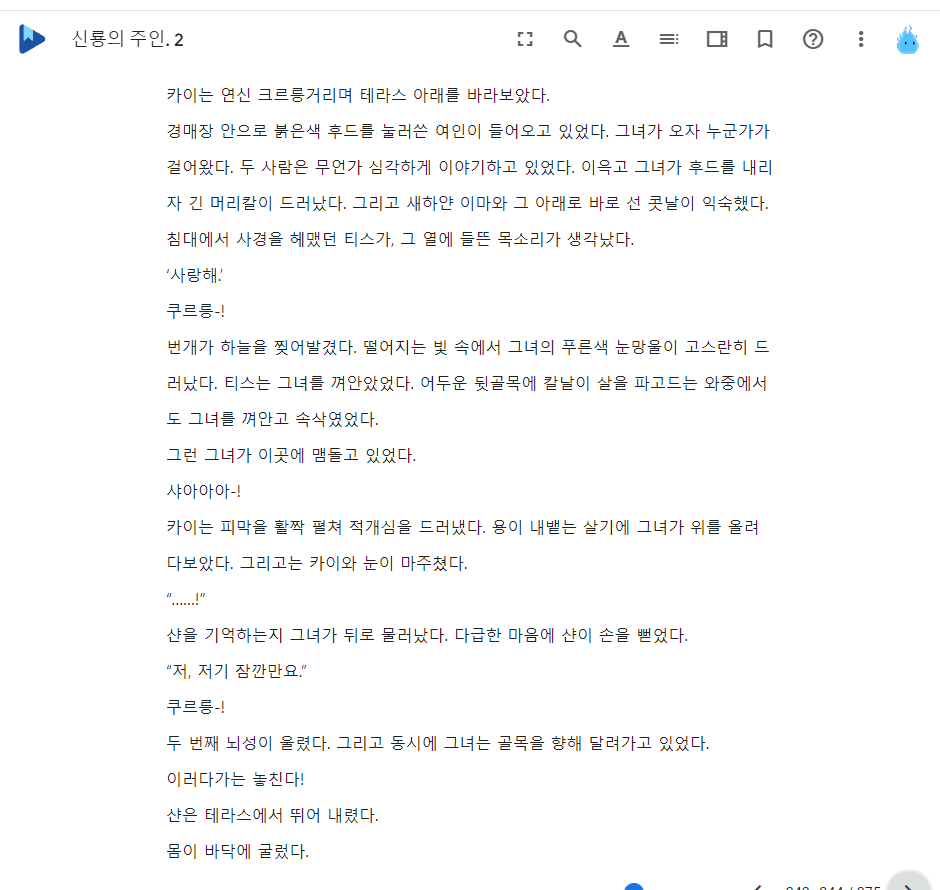 신룡의 주인. 2
카이는 연신 크르릉거리며 테라스 아래를 바라보았다.
경매장 안으로 붉은색 후드를 눌러쓴 여인이 들어오고 있었다. 그녀가 오자 누군가가
걸어왔다. 두 사람은 무언가 심각하게 이야기하고 있었다. 이윽고 그녀가 후드를 내리
자 긴 머리칼이 드러났다. 그리고 새하얀 이마와 그 아래로 바로 선 콧날이 익숙했다.
침대에서 사경을 헤맸던 티스가, 그 열에 들뜬 목소리가 생각났다.
‘사랑해.’
쿠르릉-!
번개가 하늘을 찢어발겼다. 떨어지는 빛 속에서 그녀의 푸른색 눈망울이 고스란히 드
러났다. 티스는 그녀를 껴안았었다. 어두운 뒷골목에 칼날이 살을 파고드는 와중에서
도 그녀를 껴안고 속삭였었다.
그런 그녀가 이곳에 맴돌고 있었다.
샤아아아-!
카이는 피막을 활짝 펼쳐 적개심을 드러냈다. 용이 내뱉는 살기에 그녀가 위를 올려
다보았다. 그리고는 카이와 눈이 마주쳤다.
“……!”
샨을 기억하는지 그녀가 뒤로 물러났다. 다급한 마음에 샨이 손을 뻗었다.
“저, 저기 잠깐만요.”
쿠르릉-!
두 번째 뇌성이 울렸다. 그리고 동시에 그녀는 골목을 향해 달려가고 있었다.
이러다가는 놓친다!
샨은 테라스에서 뛰어 내렸다.
몸이 바닥에 굴렀다.